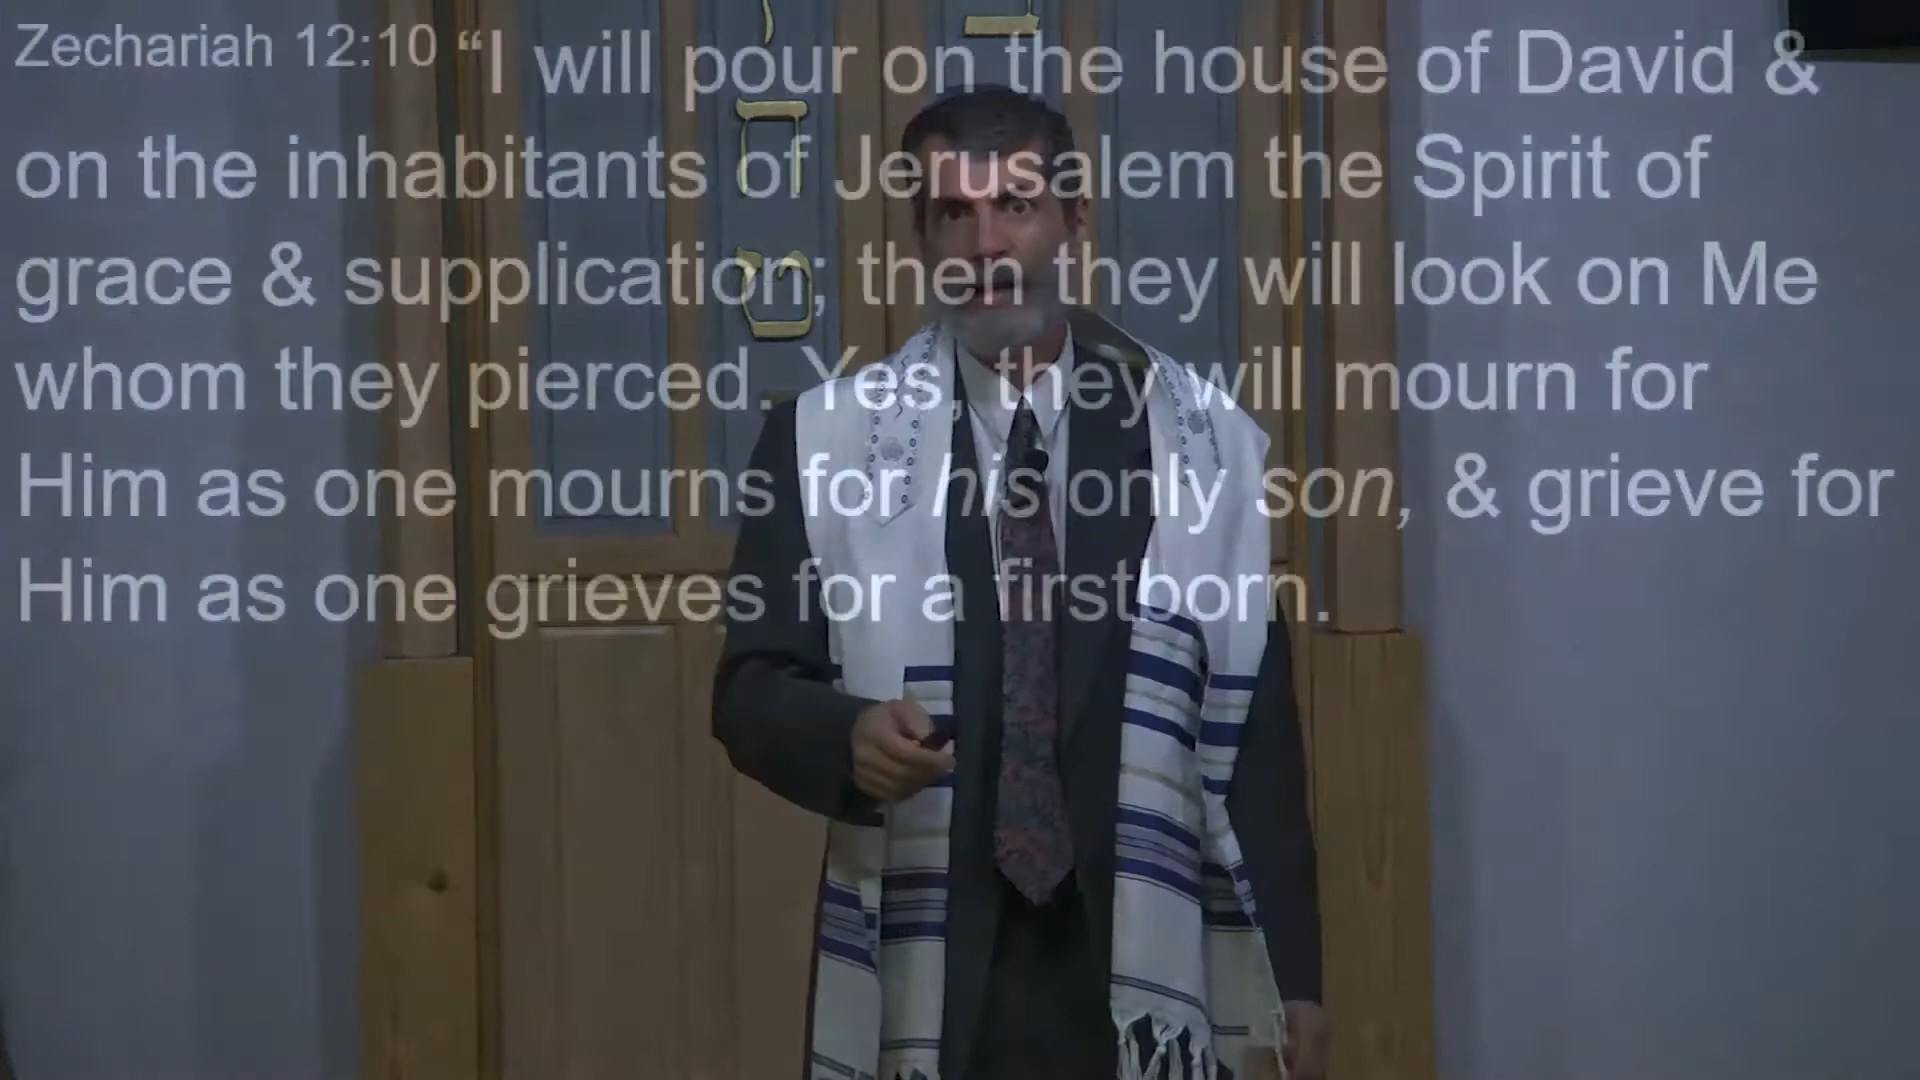 Zechariah 12:10 “I will pour on the house of David &
on the inhabitants of Jerusalem the Spirit of
grace & supplication; then they will look on Me
whom they pierced. Yes, they will mourn for
Him as one mourns for his only son, & grieve for
Him as one grieves for a firstborn.